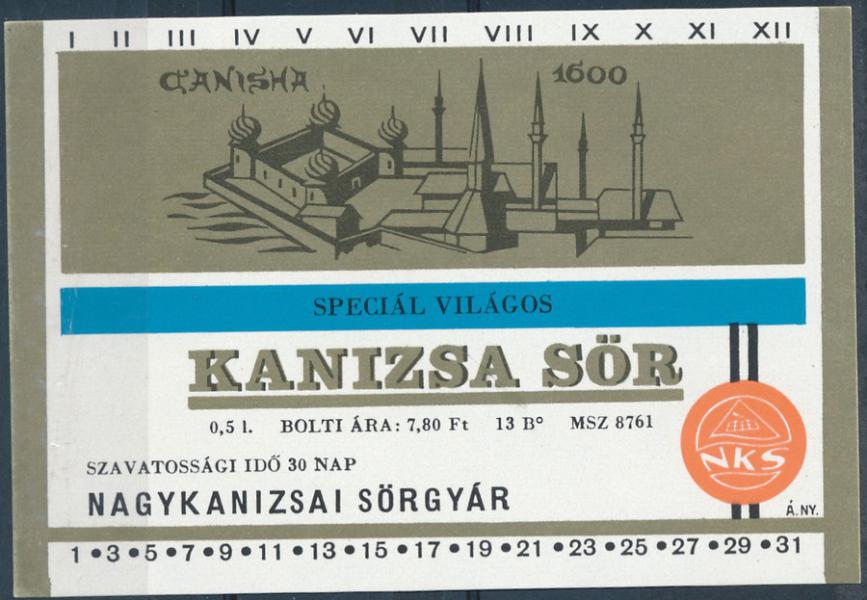 I II III IV V VI VII VIII IX X XI XII
CANISHA 1600
SPECIÁL VILÁGOS
KANIZSA SÖR
0,5 l. BOLTI ÁRA: 7,80 Ft 13 B° MSZ 8761
SZAVATOSSÁGI IDŐ 30 NAP
NKS
NAGYKANIZSAI SÖRGYÁR
Á. NY.
1 • 3 • 5 • 7 • 9 • 11 • 13 • 15 • 17 • 19 • 21 • 23 • 25 • 27 • 29 • 31